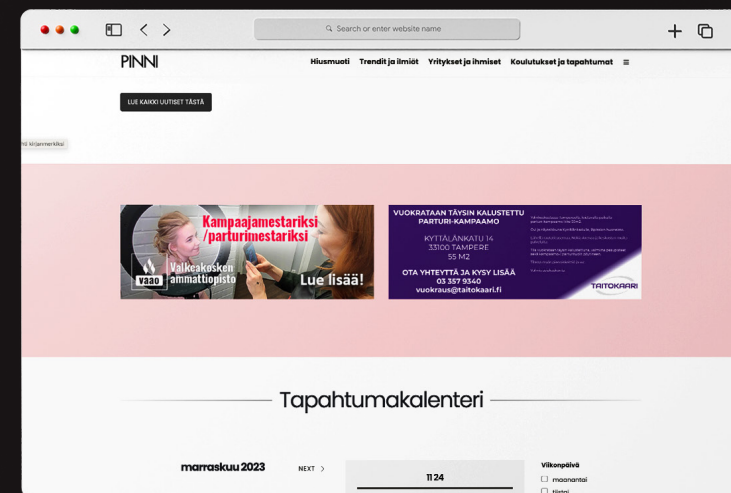 Search or enter website name
PINNI
Hiusmuoti Trendit ja ilmiöt Yritykset ja ihmiset Koulutukset ja tapahtumat
LUE KAIKKI UUTISET TÄSTÄ
kirjanmerkiksi
Kampaajamestariksi
/parturimestariksi
vaao
Valkeakosken
ammattiopisto
Lue lisää!
VUOKRATAAN TÄYSIN KALUSTETTU
PARTURI-KAMPAAMO
KYTTÄLÄNKATU 14
33100 TAMPERE
55 M2
OTA YHTEYTTÄ JA KYSY LISÄÄ
03 357 9340
vuokraus@taitokaari.fi
TAITOKAARI
Tapahtumakalenteri
marraskuu 2023
NEXT >
11 24
Viikonpäivä
maanantai
tiistai